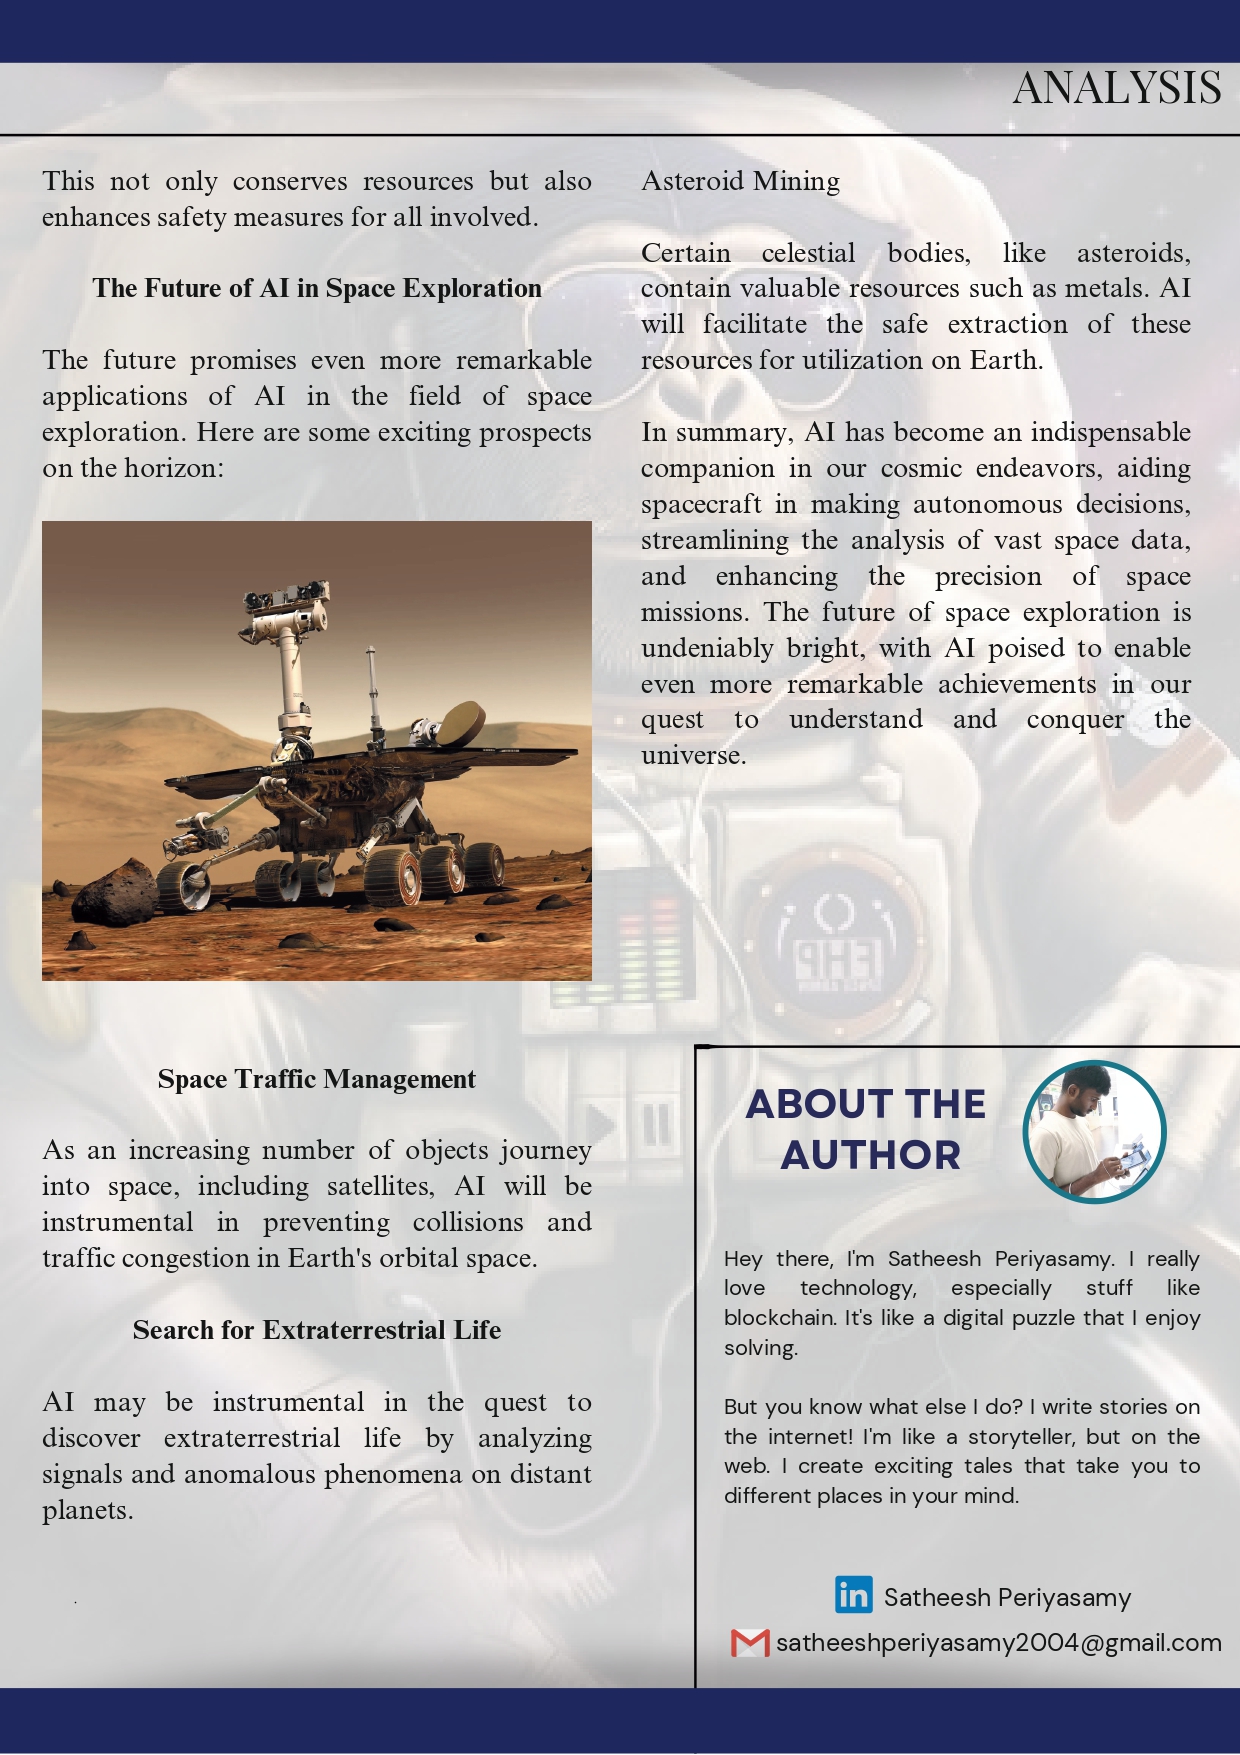 ANALYSIS
This not only conserves resources but also
enhances safety measures for all involved.
The Future of AI in Space Exploration
The future promises even more remarkable
applications of AI in the field of space
exploration. Here are some exciting prospects
on the horizon:
Space Traffic Management
As an increasing number of objects journey
into space, including satellites, AI will be
instrumental in preventing collisions and
traffic congestion in Earth's orbital space.
Search for Extraterrestrial Life
AI may be instrumental in the quest to
discover extraterrestrial life by analyzing
signals and anomalous phenomena on distant
planets.
.
Asteroid Mining
Certain celestial bodies, like asteroids,
contain valuable resources such as metals. AI
will facilitate the safe extraction of these
resources for utilization on Earth.
In summary, AI has become an indispensable
companion in our cosmic endeavors, aiding
spacecraft in making autonomous decisions,
streamlining the analysis of vast space data,
and enhancing the precision of space
missions. The future of space exploration is
undeniably bright, with AI poised to enable
even more remarkable achievements in our
quest to understand and conquer the
universe.
ABOUT THE
AUTHOR
Hey there, I'm Satheesh Periyasamy. I really
love technology, especially stuff like
blockchain. It's like a digital puzzle that I enjoy
solving.
But you know what else I do? I write stories on
the internet! I'm like a storyteller, but on the
web. I create exciting tales that take you to
different places in your mind.
in Satheesh Periyasamy
satheeshperiyasamy2004@gmail.com